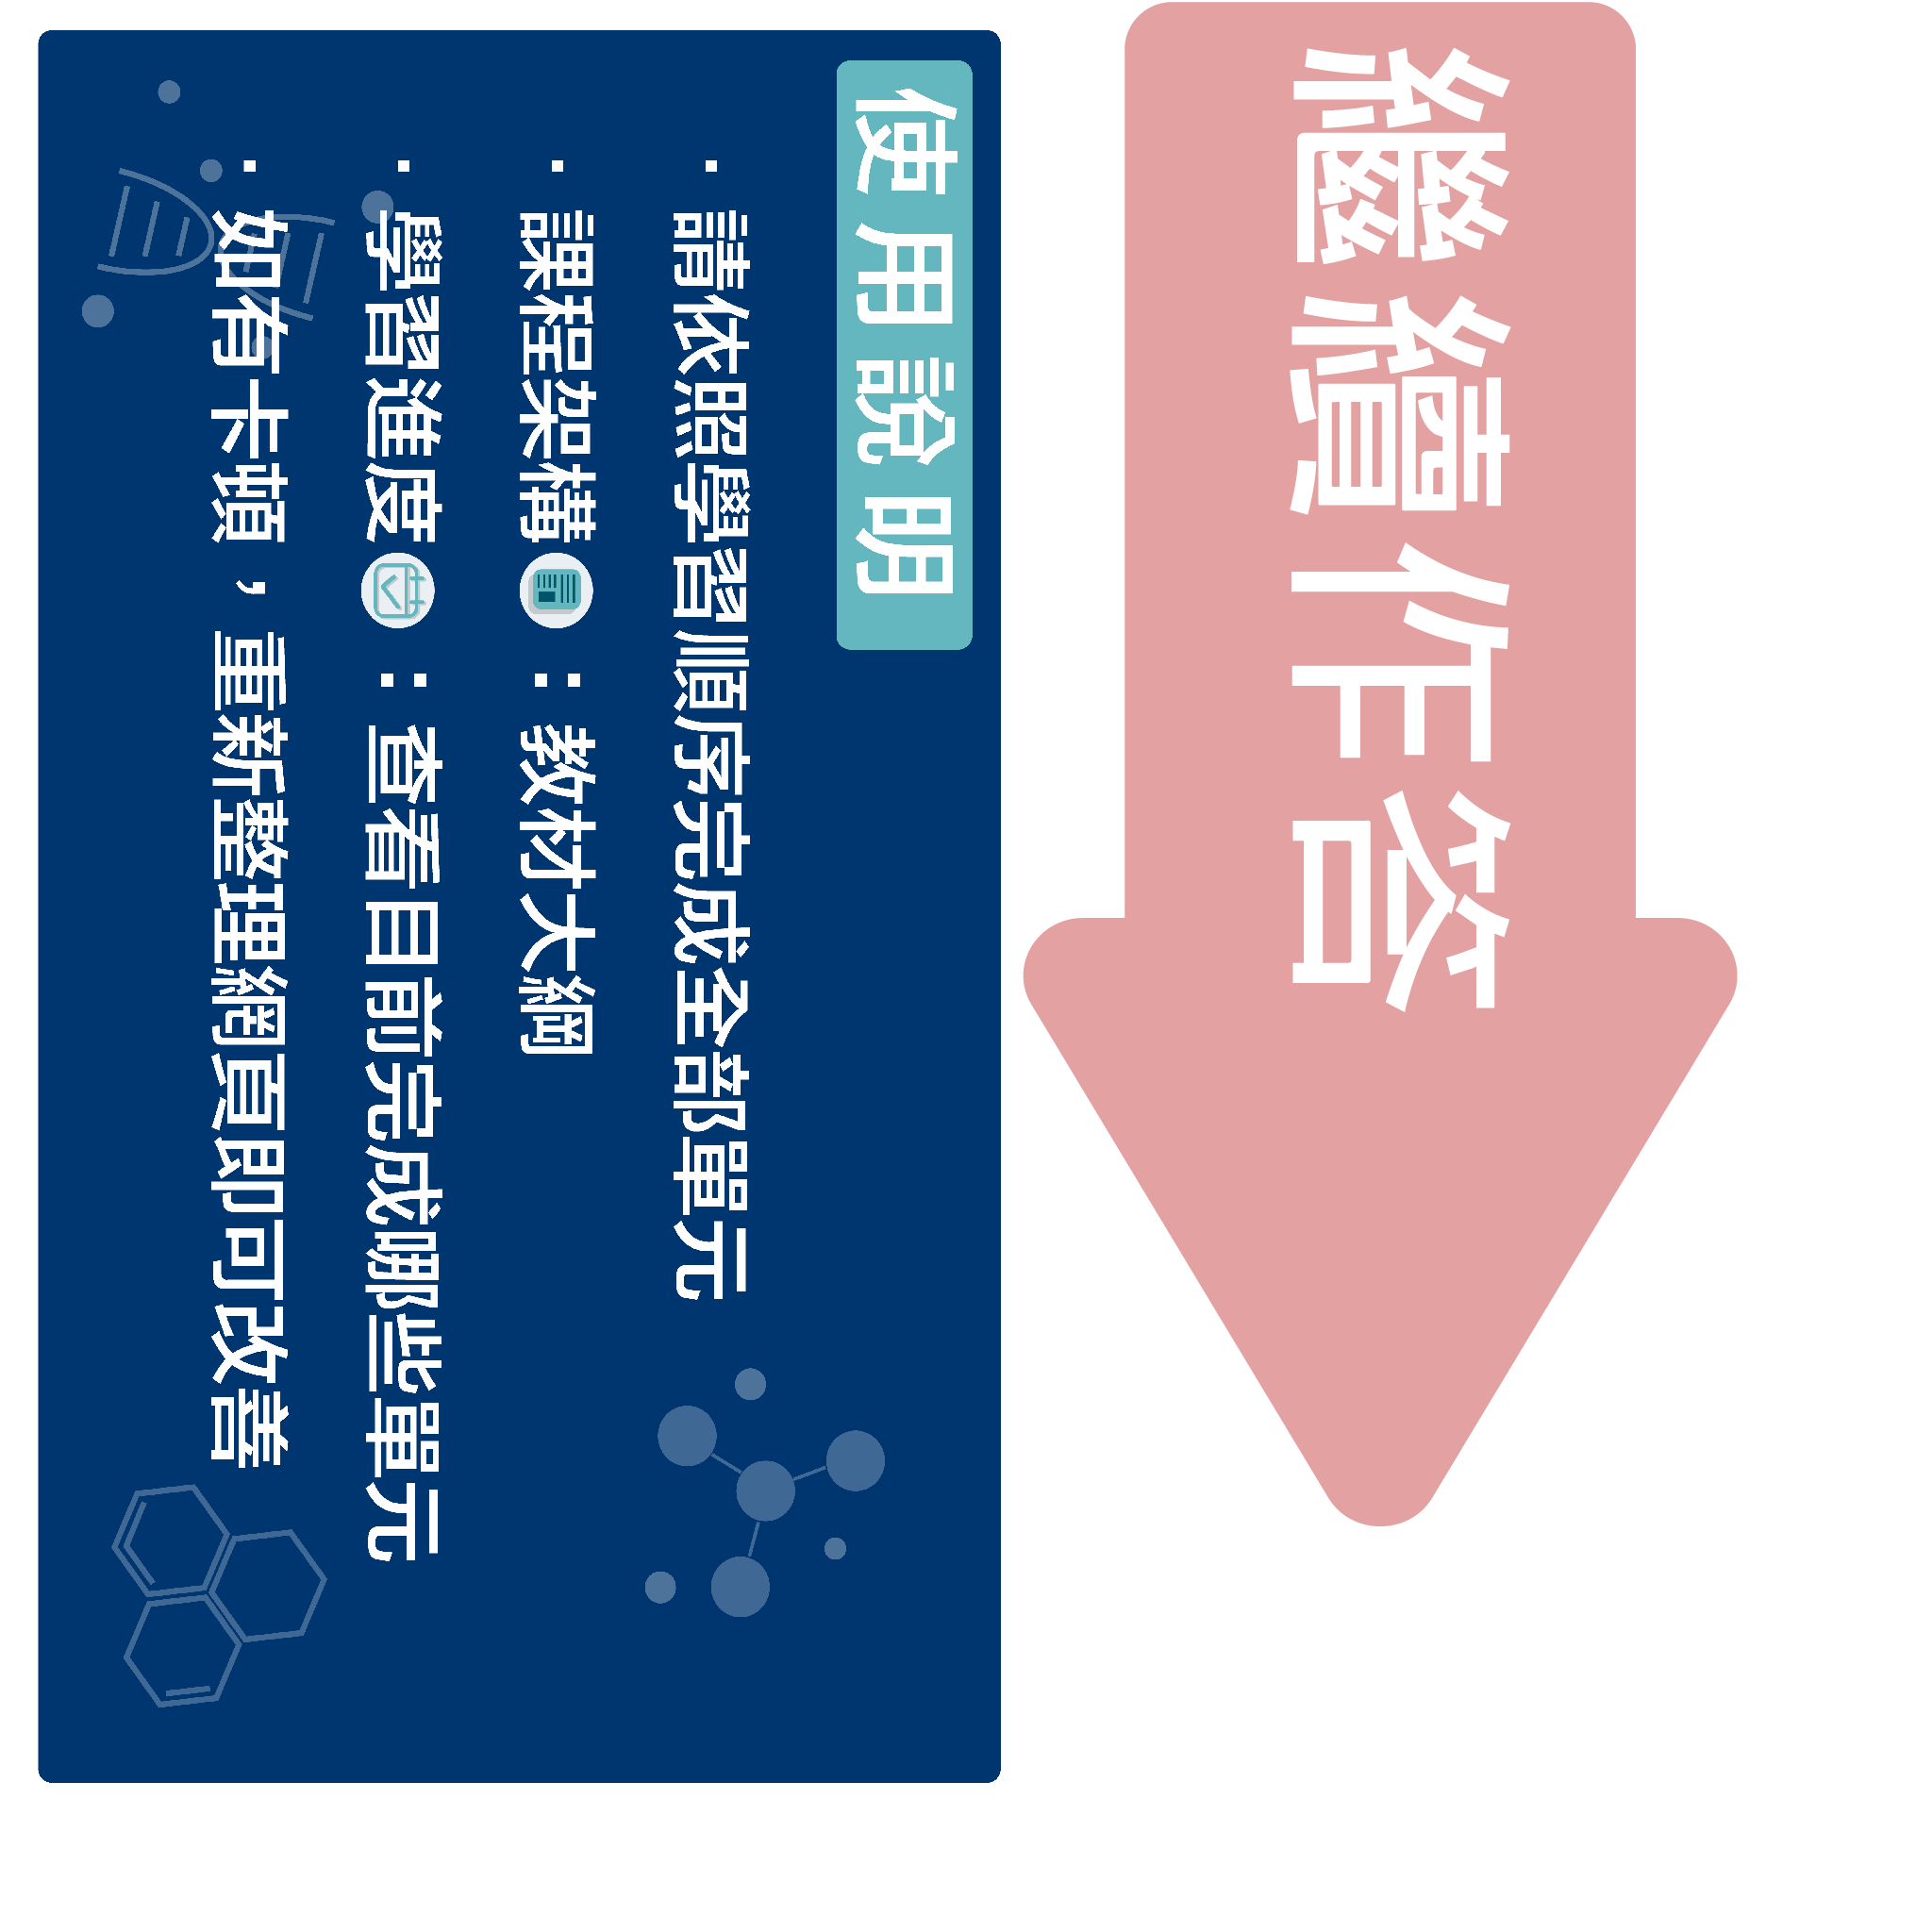 繼續作答
使用說明
· 請依照學習順序完成全部單元
· 課程架構：教材大綱
· 學習進度：查看目前完成哪些單元
· 如有卡頓，重新整理網頁即可改善